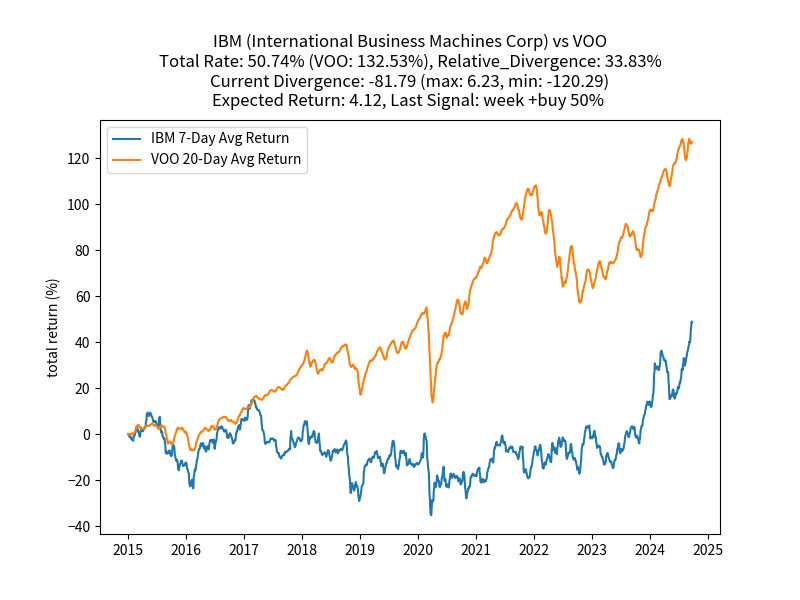 IBM (International Business Machines Corp) vs VOO
Total Rate: 50.74% (VOO: 132.53%), Relative_Divergence: 33.83%
Current Divergence: -81.79 (max: 6.23, min: -120.29)
Expected Return: 4.12, Last Signal: week +buy 50%
IBM 7-Day Avg Return
VOO 20-Day Avg Return
total return (%)
120
100
80
60
40
20
0
−20
−40
2015 2016 2017 2018 2019 2020 2021 2022 2023 2024 2025